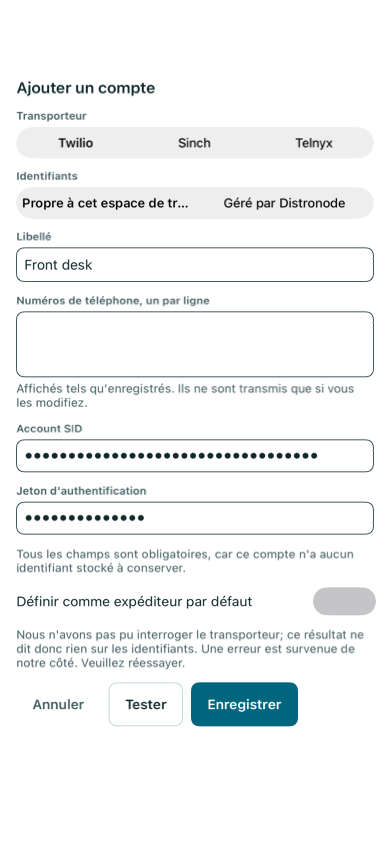 Ajouter un compte
Transporteur
Twilio Sinch Telnyx
Identifiants
Propre à cet espace de tr... Géré par Distronode
Libellé
Front desk
Numéros de téléphone, un par ligne
Affichés tels qu'enregistrés. Ils ne sont transmis que si vous
les modifiez.
Account SID
••••••••••••••••••••••••••••••••••
Jeton d'authentification
••••••••••••••
Tous les champs sont obligatoires, car ce compte n'a aucun
identifiant stocké à conserver.
Définir comme expéditeur par défaut
Nous n'avons pas pu interroger le transporteur; ce résultat ne
dit donc rien sur les identifiants. Une erreur est survenue de
notre côté. Veuillez réessayer.
Annuler Tester Enregistrer